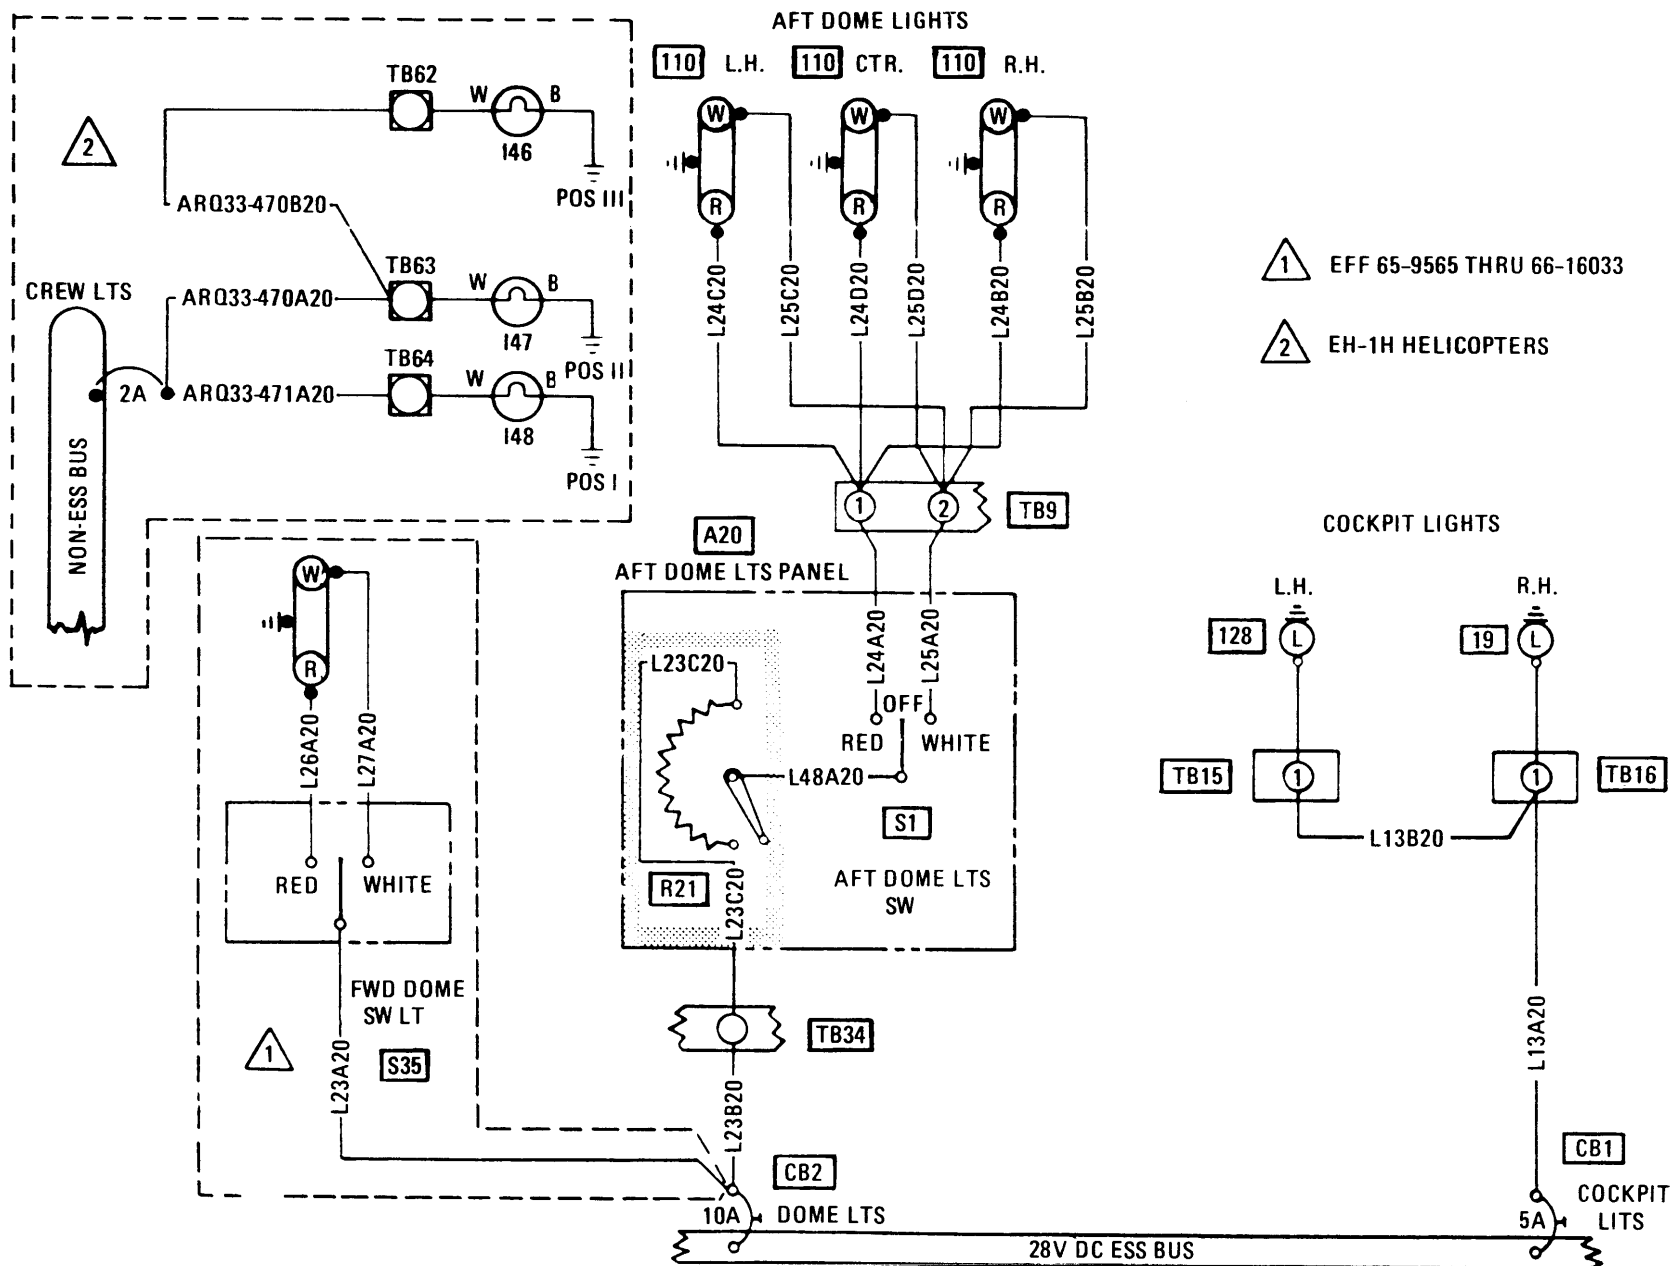 AFT DOME LIGHTS
110 L.H. 110 CTR. 110 R.H.
TB62
W B
I46
POS III
2
ARQ33-470B20
CREW LTS
TB63
ARQ33-470A20
W B
I47
POS II
TB64
2A
ARQ33-471A20
W B
I48
POS I
NON-ESS BUS
W
R
W
R
W
R
L24C20
L25C20
L24D20
L25D20
L24B20
L25B20
1 EFF 65-9565 THRU 66-16033
2 EH-1H HELICOPTERS
1 2
TB9
A20
AFT DOME LTS PANEL
L24A20
L25A20
L23C20
OFF
RED WHITE
L48A20
S1
AFT DOME LTS
SW
R21
L23C20
TB34
L23B20
W
R
L26A20
L27A20
RED WHITE
FWD DOME
SW LT
1
S35
L23A20
CB2
10A DOME LTS
28V DC ESS BUS
COCKPIT LIGHTS
L.H. R.H.
128 L 19 L
TB15 1 1 TB16
L13B20
L13A20
CB1
COCKPIT
LITS
5A